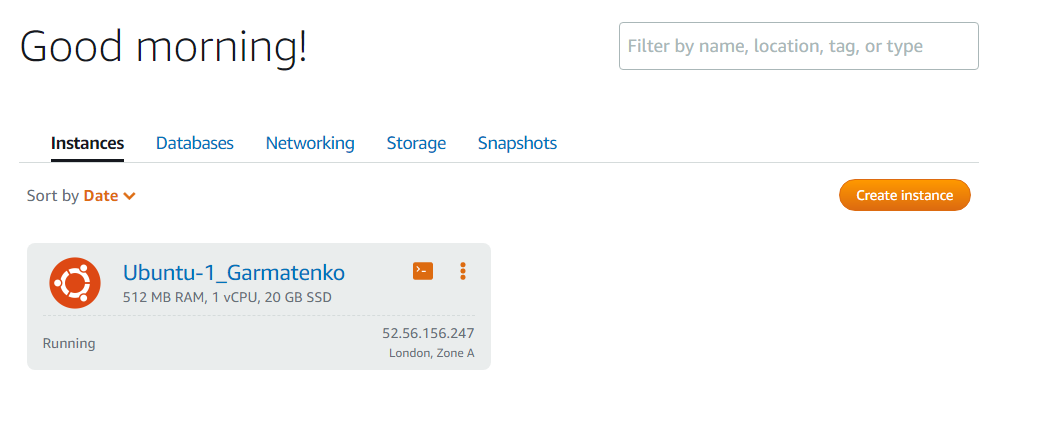 Good morning!
Filter by name, location, tag, or type
Instances Databases Networking Storage Snapshots
Sort by Date
Create instance
Ubuntu-1_Garmatenko
512 MB RAM, 1 vCPU, 20 GB SSD
Running
52.56.156.247
London, Zone A